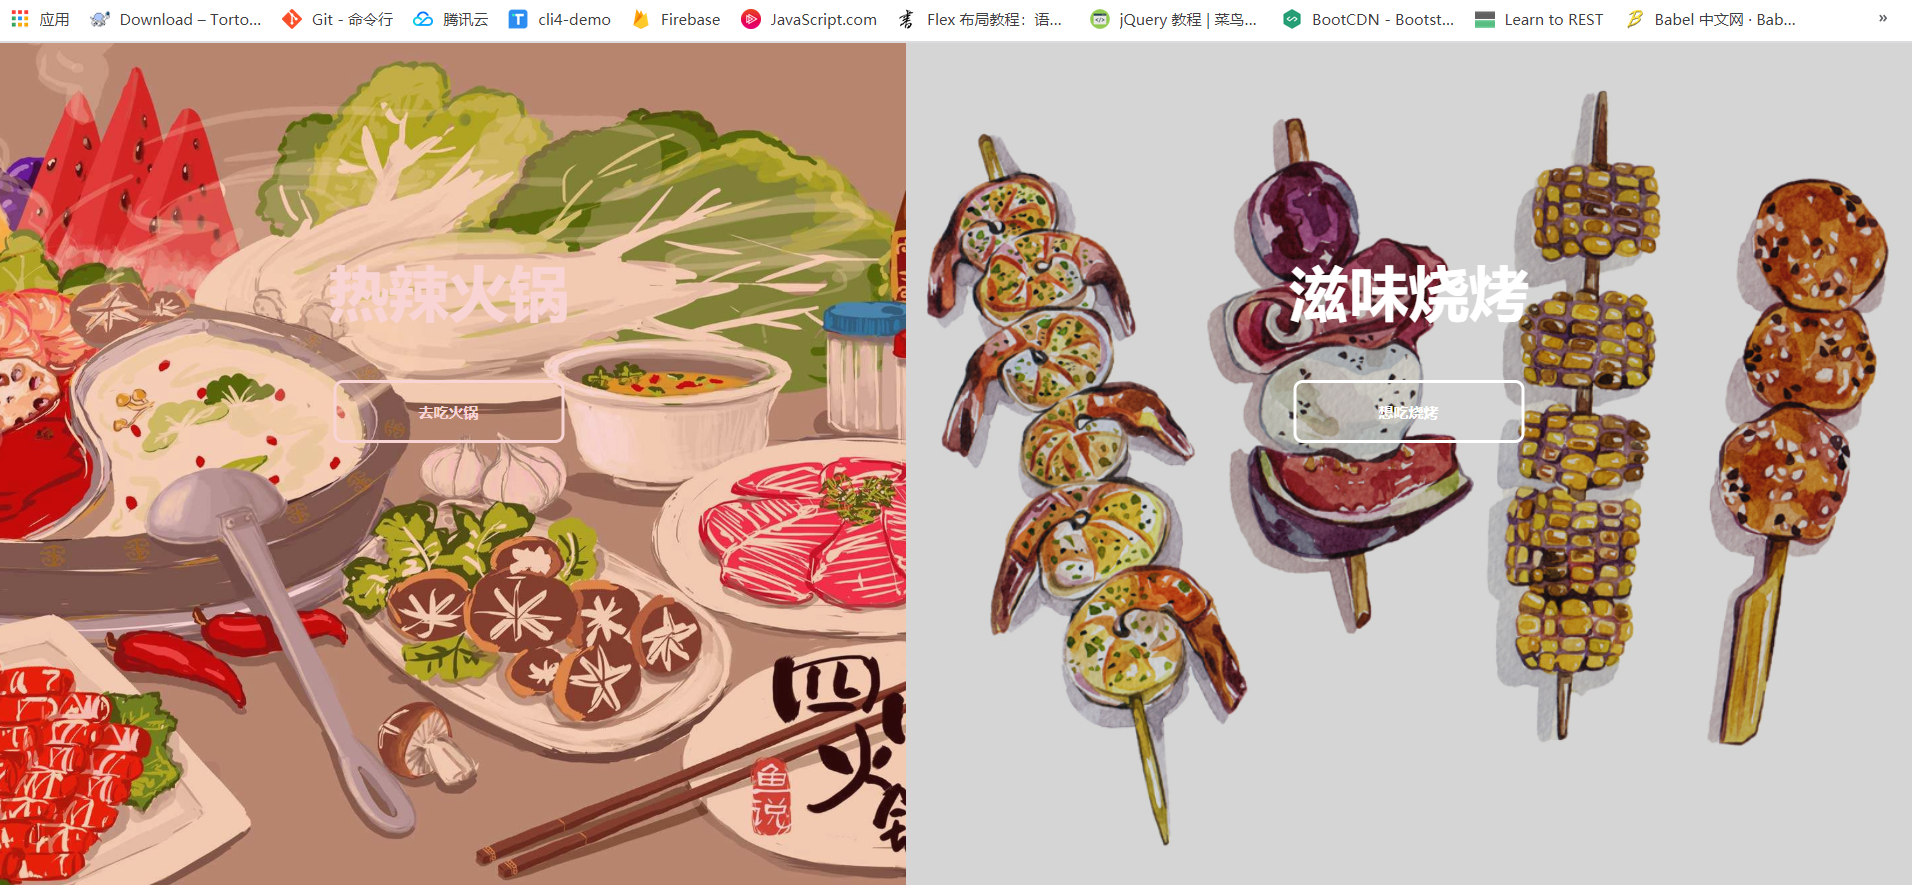 应用 Download – Torto... Git - 命令行 腾讯云 cli4-demo Firebase JavaScript.com Flex 布局教程：语... jQuery 教程 | 菜鸟... BootCDN - Bootst... Learn to REST Babel 中文网 · Bab... »
热辣火锅
滋味烧烤
去吃火锅
想吃烧烤
四
火
鱼说